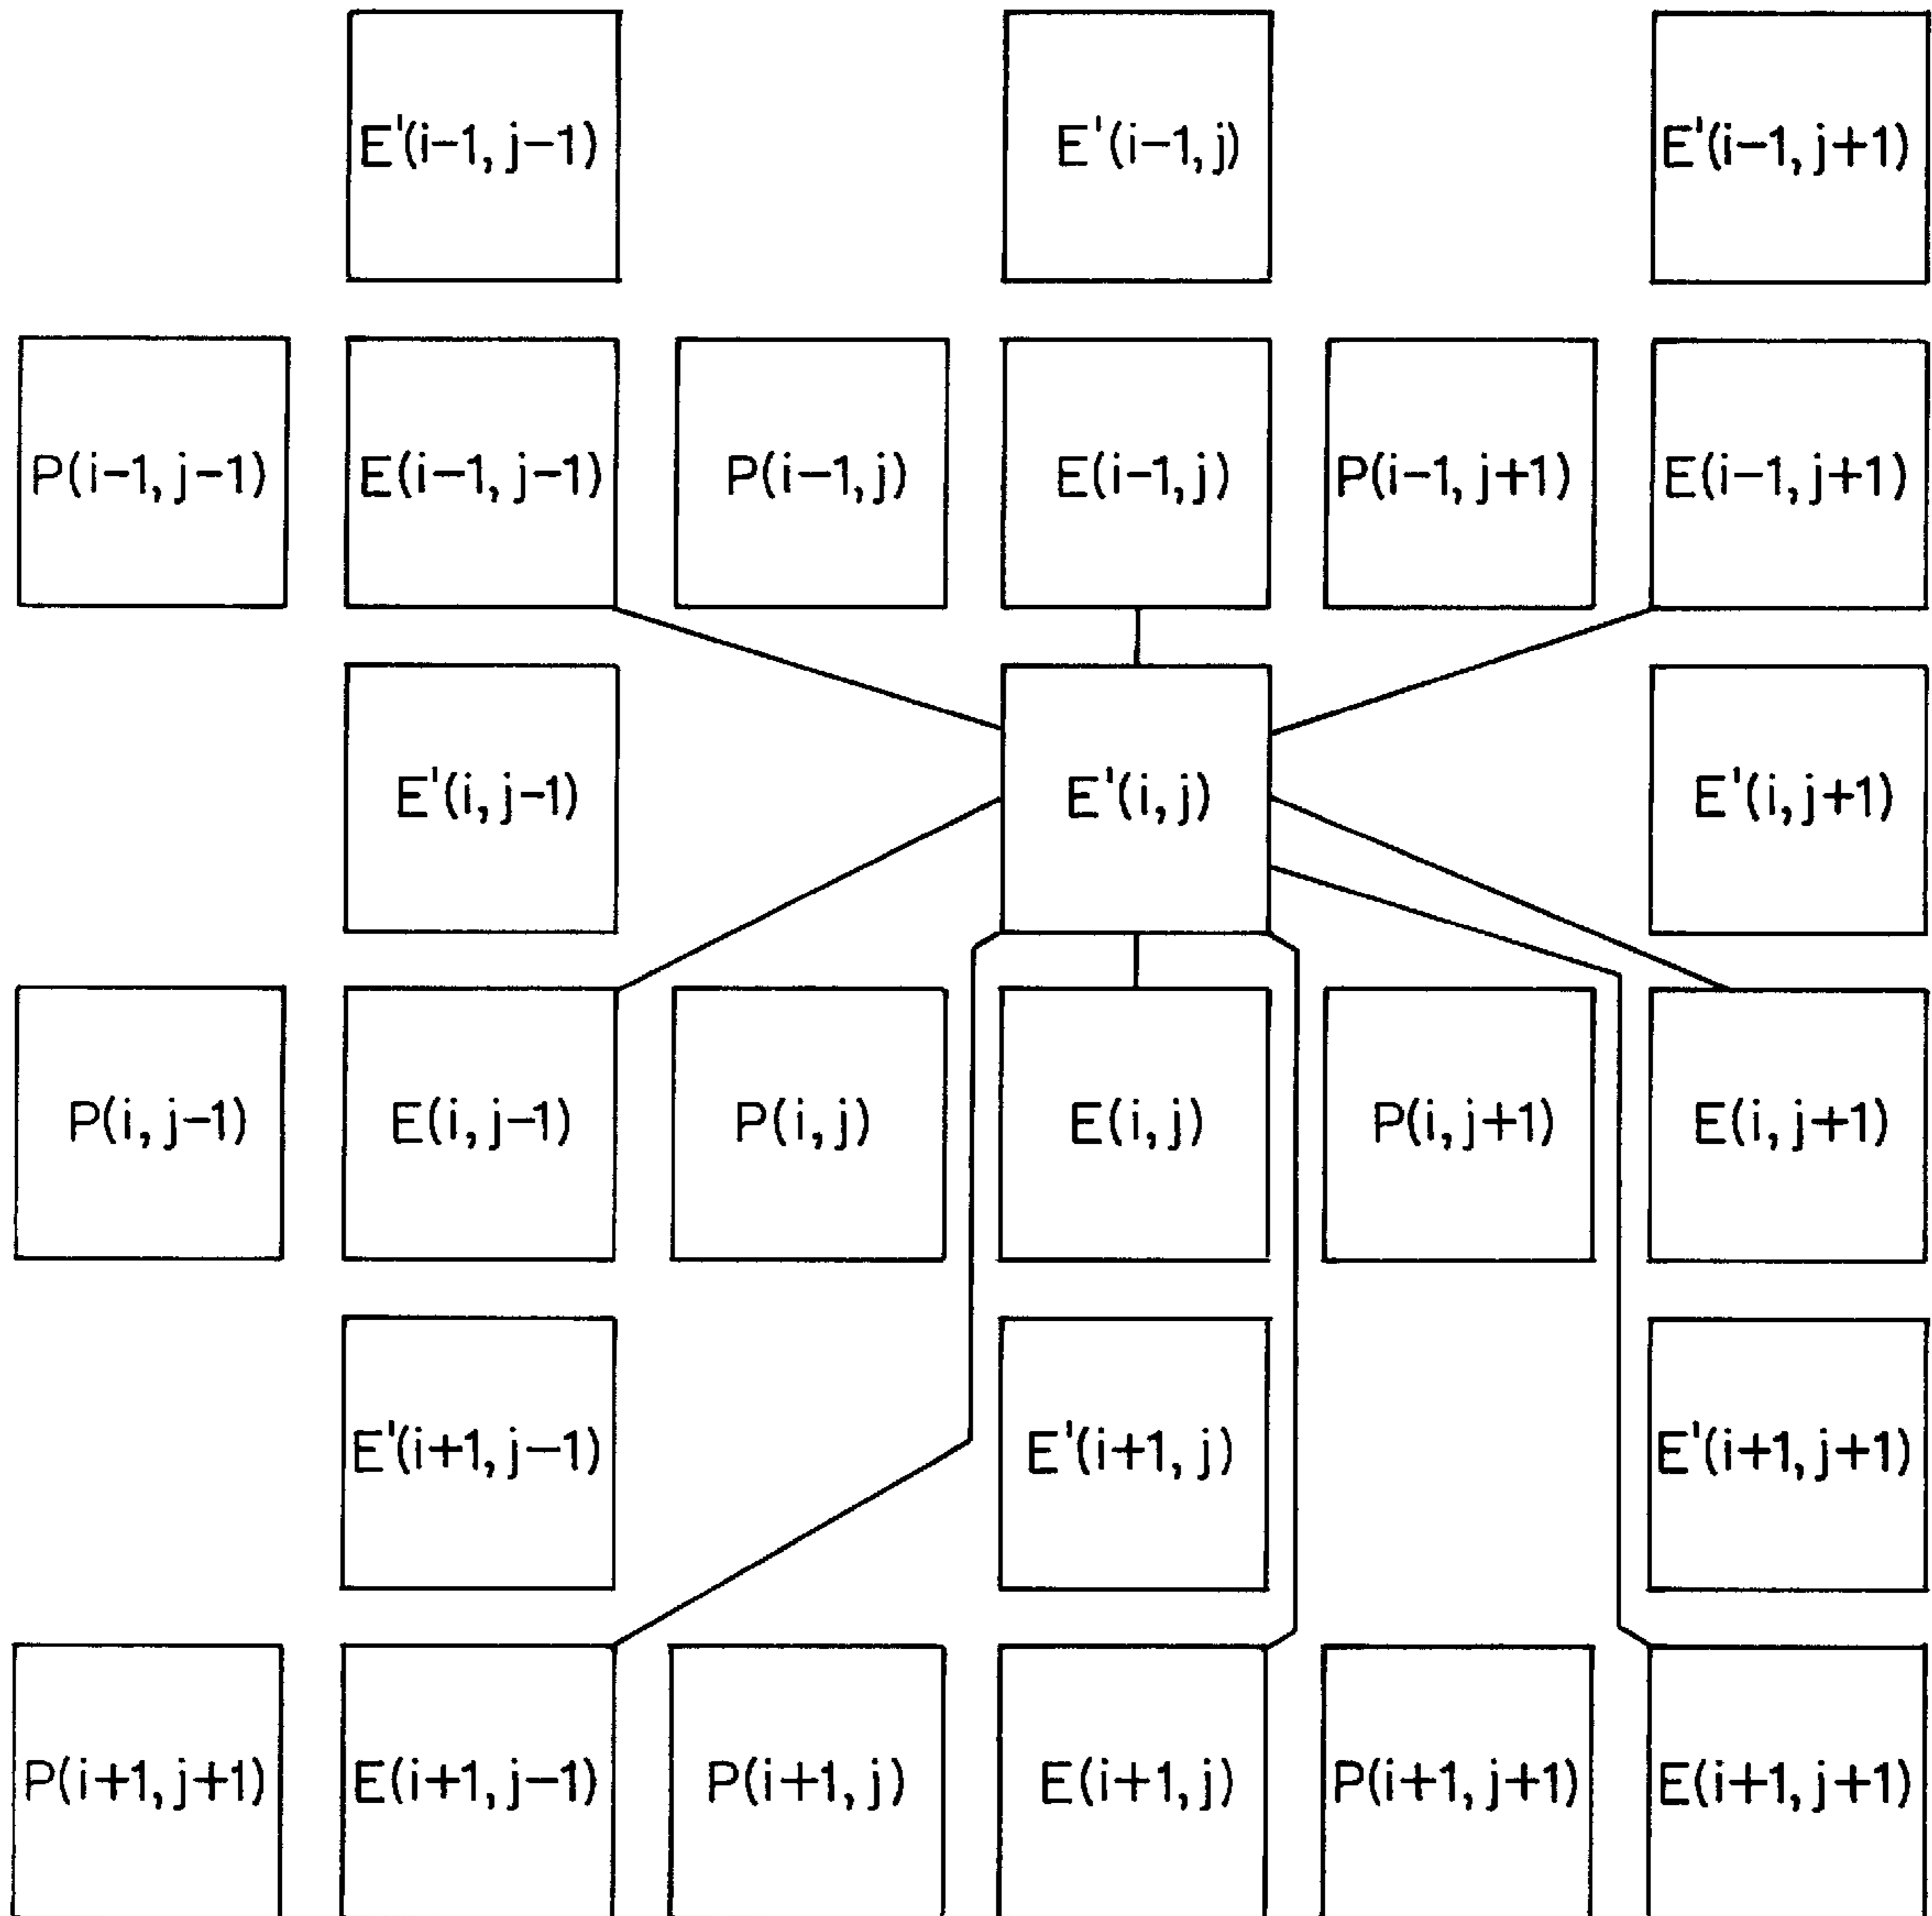 E'(i-1, j-1) E'(i-1, j) E'(i-1, j+1)
P(i-1, j-1) E(i-1, j-1) P(i-1, j) E(i-1, j) P(i-1, j+1) E(i-1, j+1)
E'(i, j-1) E'(i, j) E'(i, j+1)
P(i, j-1) E(i, j-1) P(i, j) E(i, j) P(i, j+1) E(i, j+1)
E'(i+1, j-1) E'(i+1, j) E'(i+1, j+1)
P(i+1, j+1) E(i+1, j-1) P(i+1, j) E(i+1, j) P(i+1, j+1) E(i+1, j+1)